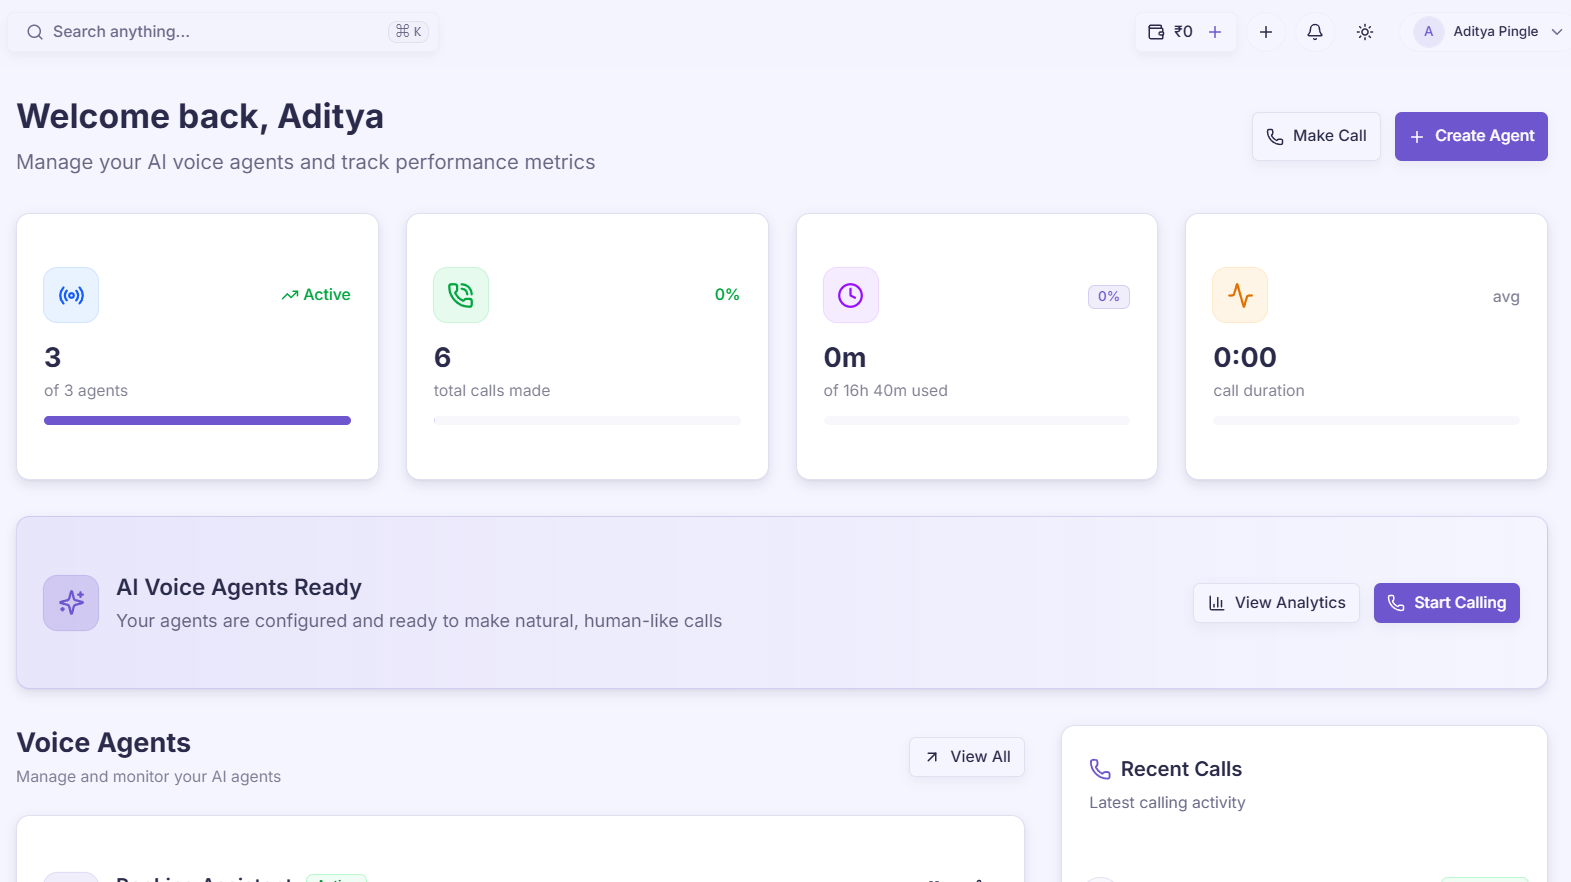 Search anything...
⌘ K
₹0
A
Aditya Pingle
Welcome back, Aditya
Manage your AI voice agents and track performance metrics
Make Call
Create Agent
Active
3
of 3 agents
0%
6
total calls made
0%
0m
of 16h 40m used
avg
0:00
call duration
AI Voice Agents Ready
Your agents are configured and ready to make natural, human-like calls
View Analytics
Start Calling
Voice Agents
Manage and monitor your AI agents
View All
Recent Calls
Latest calling activity